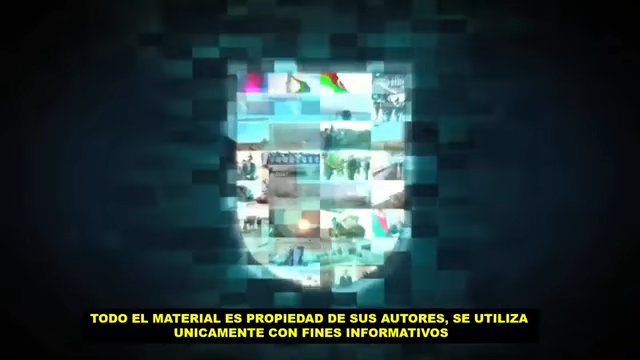 TODO EL MATERIAL ES PROPIEDAD DE SUS AUTORES, SE UTILIZA
UNICAMENTE CON FINES INFORMATIVOS